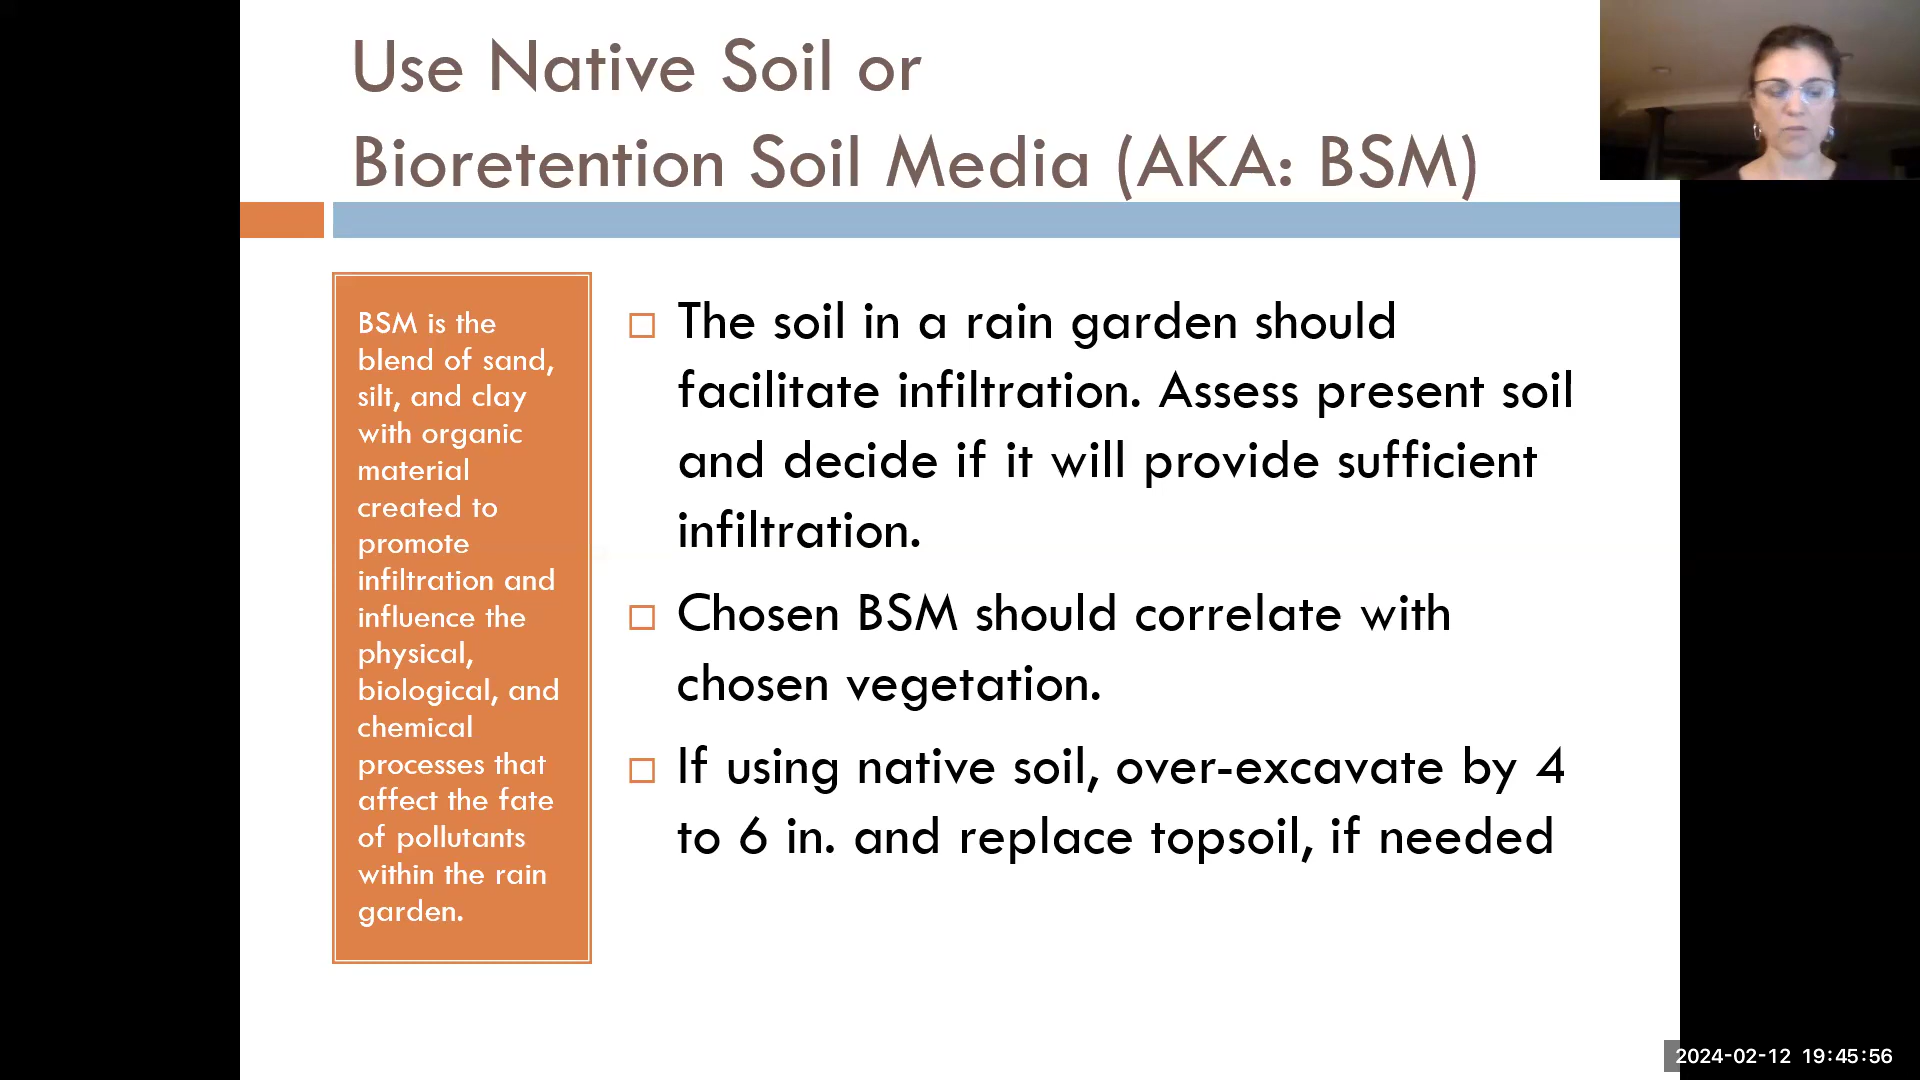 Use Native Soil or
Bioretention Soil Media (AKA: BSM)
BSM is the
blend of sand,
silt, and clay
with organic
material
created to
promote
infiltration and
influence the
physical,
biological, and
chemical
processes that
affect the fate
of pollutants
within the rain
garden.
The soil in a rain garden should
facilitate infiltration. Assess present soil
and decide if it will provide sufficient
infiltration.
Chosen BSM should correlate with
chosen vegetation.
If using native soil, over-excavate by 4
to 6 in. and replace topsoil, if needed
2024-02-12 19:45:56